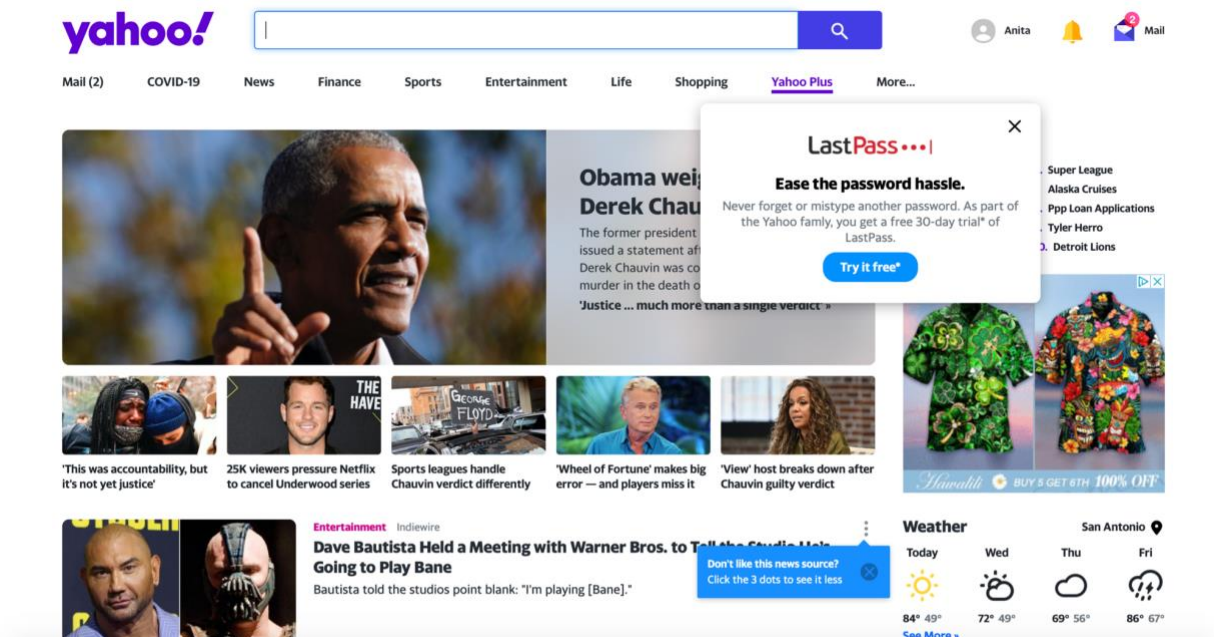 yahoo!
Anita
2
Mail
Mail (2) COVID-19 News Finance Sports Entertainment Life Shopping Yahoo Plus More...
LastPass
Ease the password hassle.
Never forget or mistype another password. As part of
the Yahoo famly, you get a free 30-day trial* of
LastPass.
Try it free*
Obama
Derek Chau
The former president
issued a statement
Derek Chauvin was
murder in the death
'Justice ... much more than a single verdict' »
Super League
Alaska Cruises
Ppp Loan Applications
Tyler Herro
Detroit Lions
THE
HAVE
GEORGE
FLOYD
'This was accountability, but
it's not yet justice'
25K viewers pressure Netflix
to cancel Underwood series
Sports leagues handle
Chauvin verdict differently
'Wheel of Fortune' makes big
error — and players miss it
'View' host breaks down after
Chauvin guilty verdict
Hawalili BUY 5 GET 6TH 100% OFF
Entertainment Indiewire
Dave Bautista Held a Meeting with Warner Bros. to Tell the Studio He's
Going to Play Bane
Bautista told the studios point blank: "I'm playing [Bane]."
Don't like this news source?
Click the 3 dots to see it less
Weather San Antonio
Today Wed Thu Fri
84° 49° 72° 49° 69° 56° 86° 67°
See More »